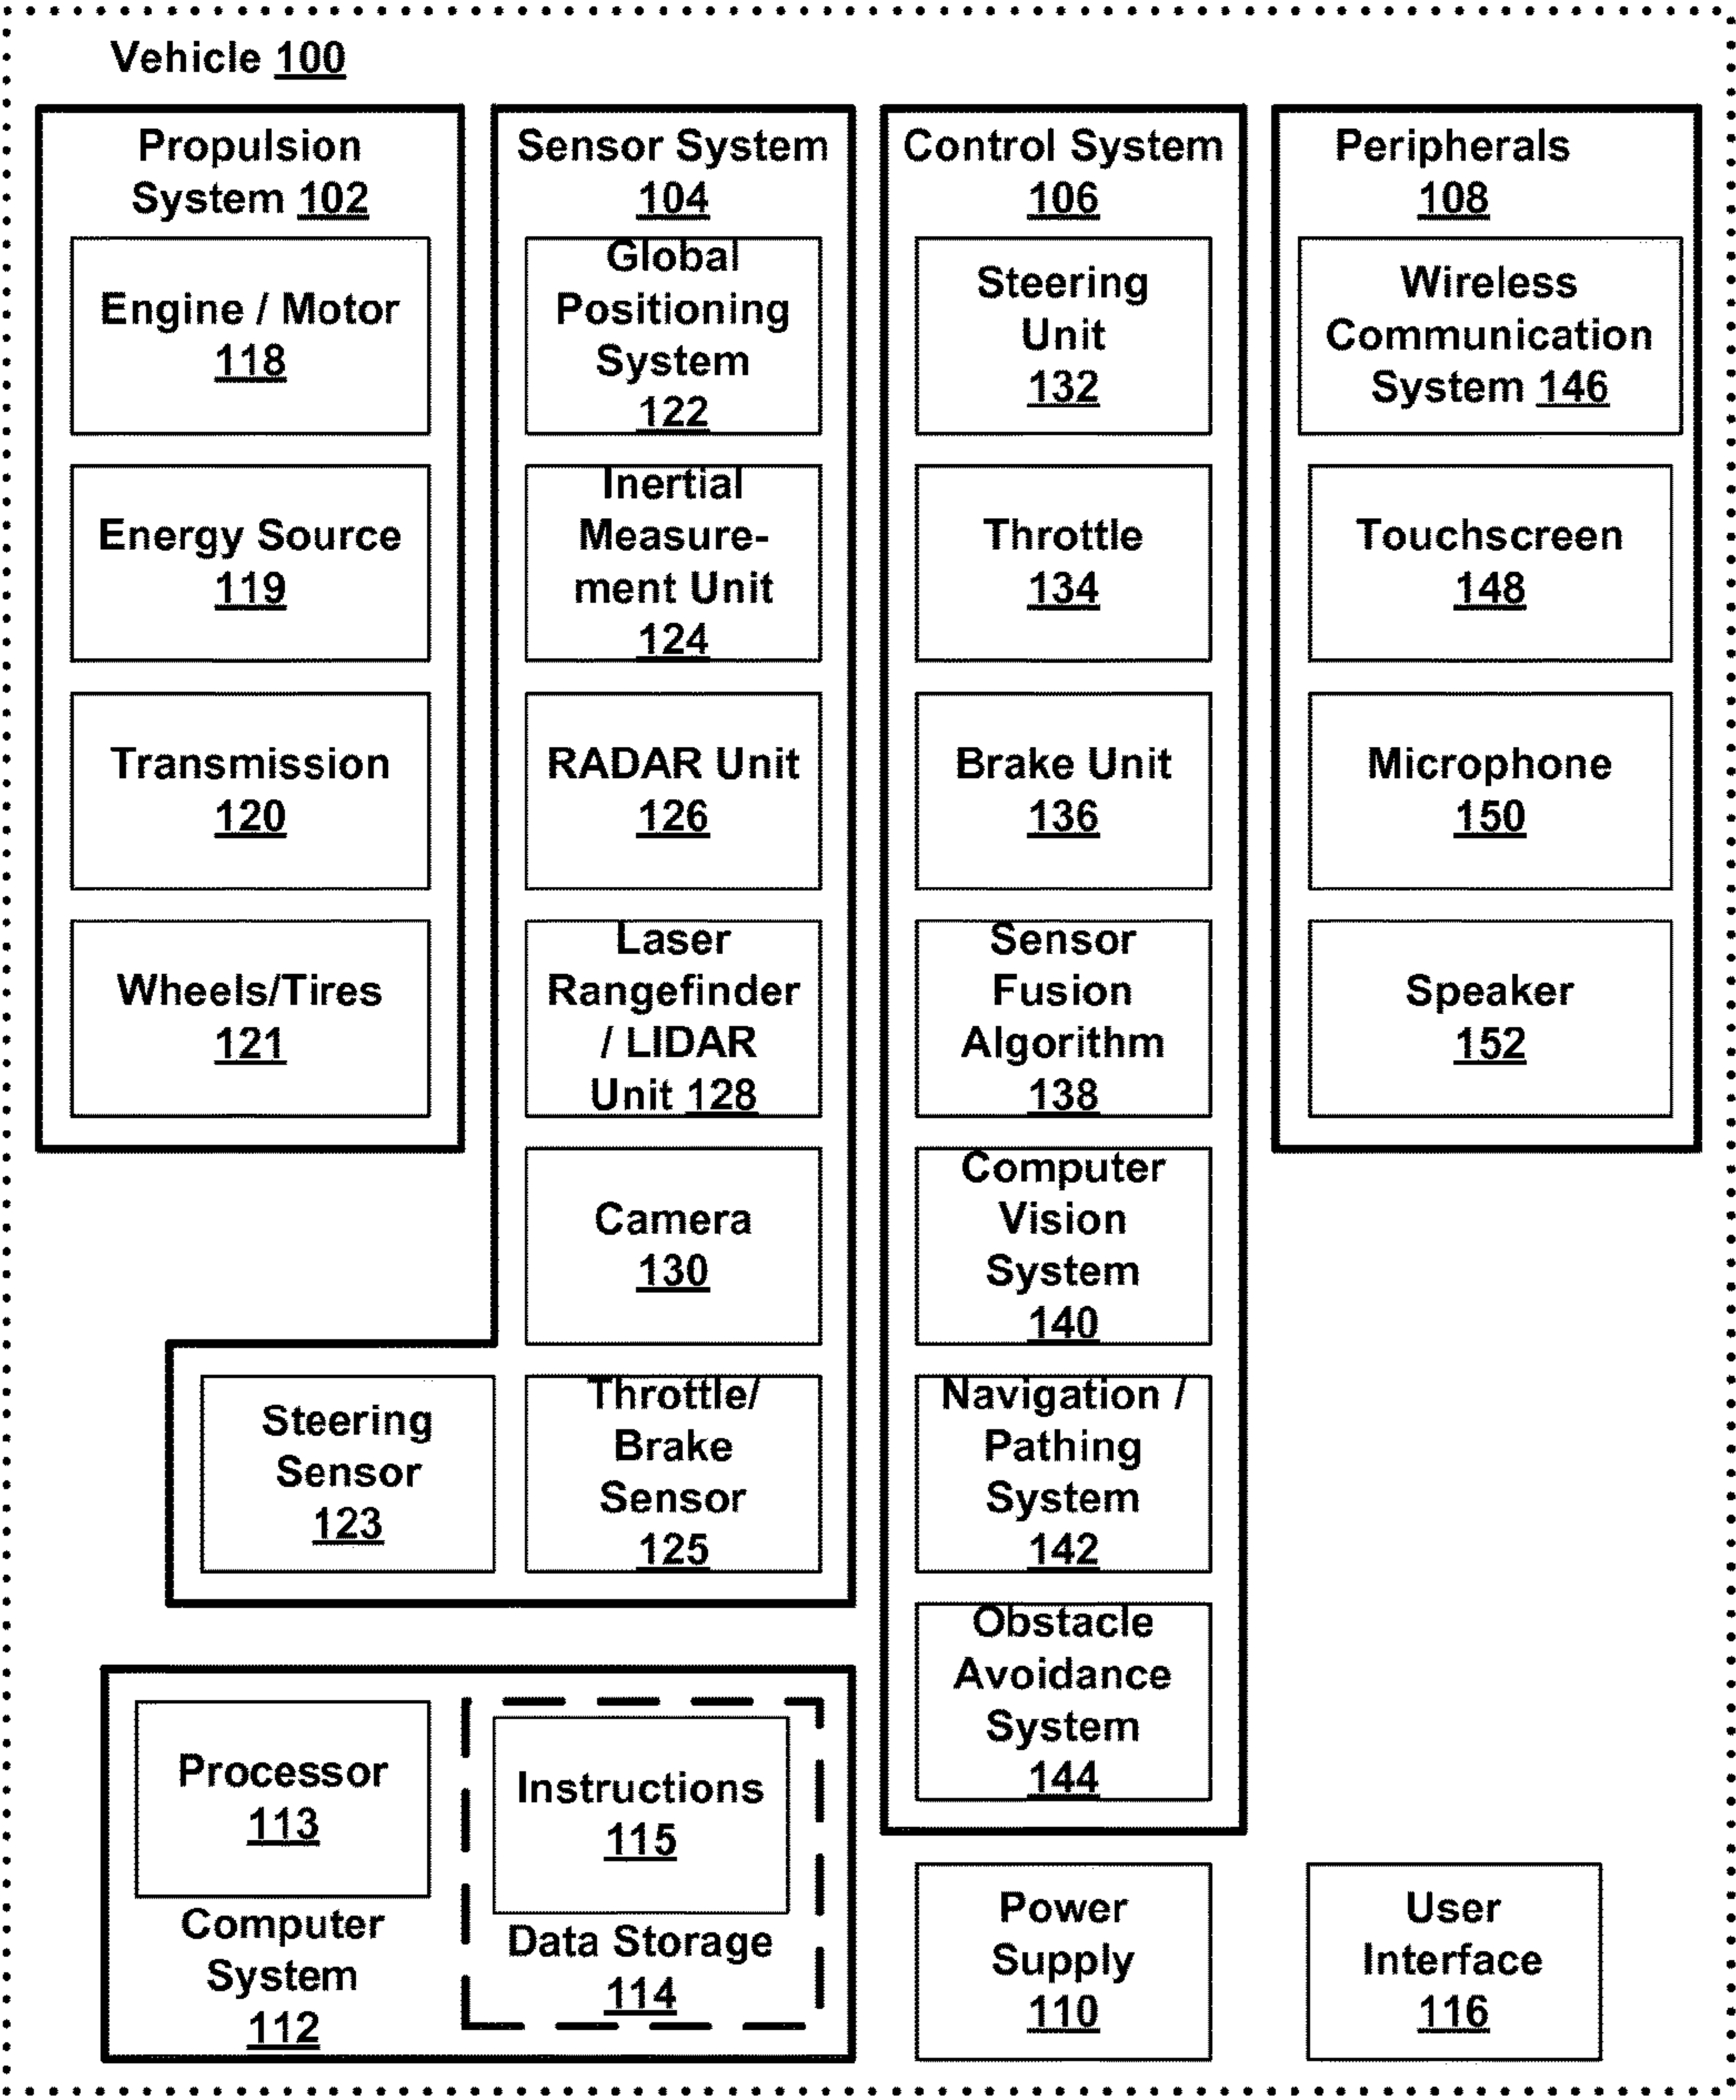 Vehicle 100
Propulsion
System 102
Engine / Motor
118
Energy Source
119
Transmission
120
Wheels/Tires
121
Sensor System
104
Global
Positioning
System
122
Inertial
Measure-
ment Unit
124
RADAR Unit
126
Laser
Rangefinder
/ LIDAR
Unit 128
Camera
130
Steering
Sensor
123
Throttle/
Brake
Sensor
125
Control System
106
Steering
Unit
132
Throttle
134
Brake Unit
136
Sensor
Fusion
Algorithm
138
Computer
Vision
System
140
Navigation /
Pathing
System
142
Obstacle
Avoidance
System
144
Peripherals
108
Wireless
Communication
System 146
Touchscreen
148
Microphone
150
Speaker
152
Processor
113
Computer
System
112
Instructions
115
Data Storage
114
Power
Supply
110
User
Interface
116